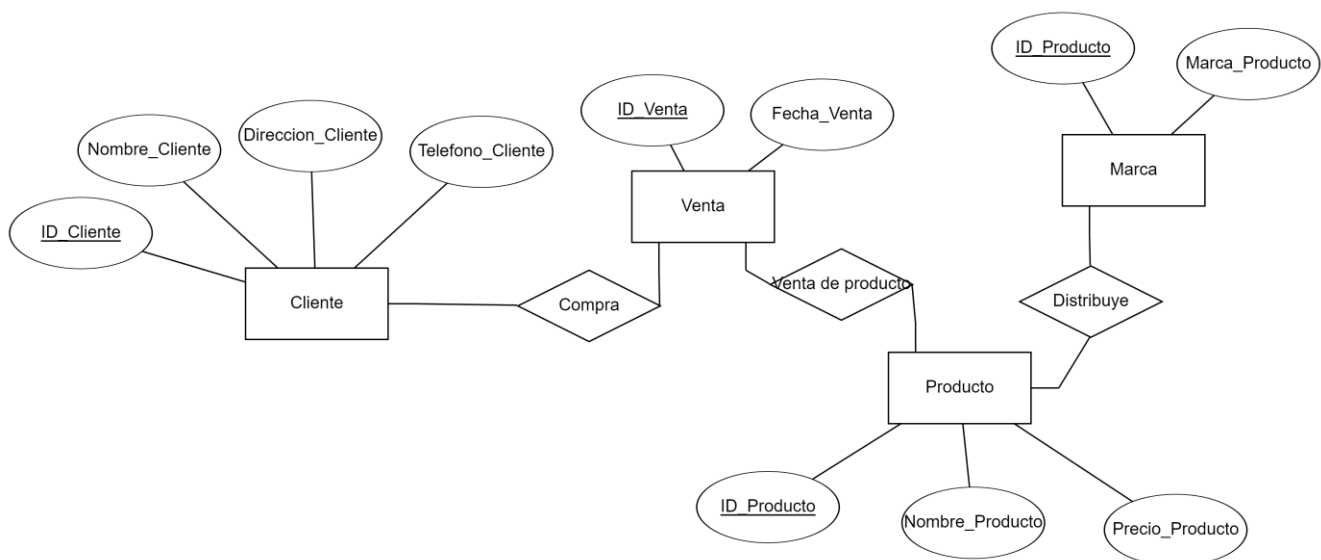 ID_Producto
Marca_Producto
ID_Venta
Fecha_Venta
Direccion_Cliente
Nombre_Cliente
Telefono_Cliente
Marca
Venta
ID_Cliente
Venta de producto
Cliente
Compra
Distribuye
Producto
ID_Producto
Nombre_Producto
Precio_Producto